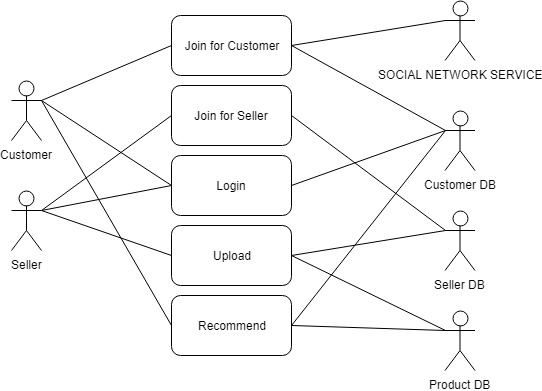 Join for Customer
SOCIAL NETWORK SERVICE
Join for Seller
Customer
Login
Customer DB
Seller
Upload
Seller DB
Recommend
Product DB